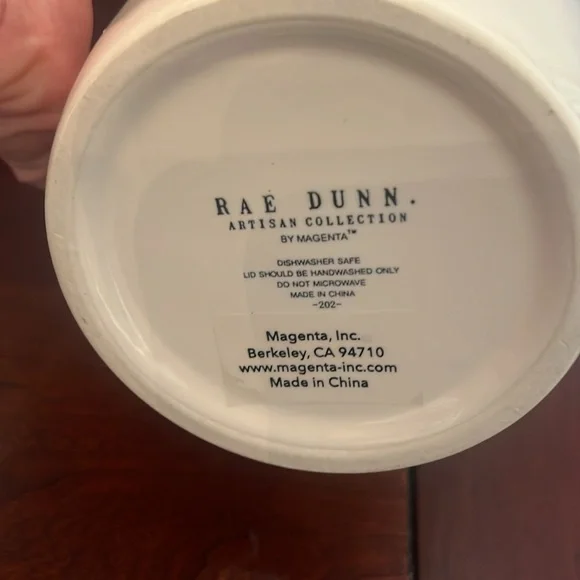 RAE DUNN.
ARTISAN COLLECTION
BY MAGENTA™
DISHWASHER SAFE
LID SHOULD BE HANDWASHED ONLY
DO NOT MICROWAVE
MADE IN CHINA
-202-
Magenta, Inc.
Berkeley, CA 94710
www.magenta-inc.com
Made in China